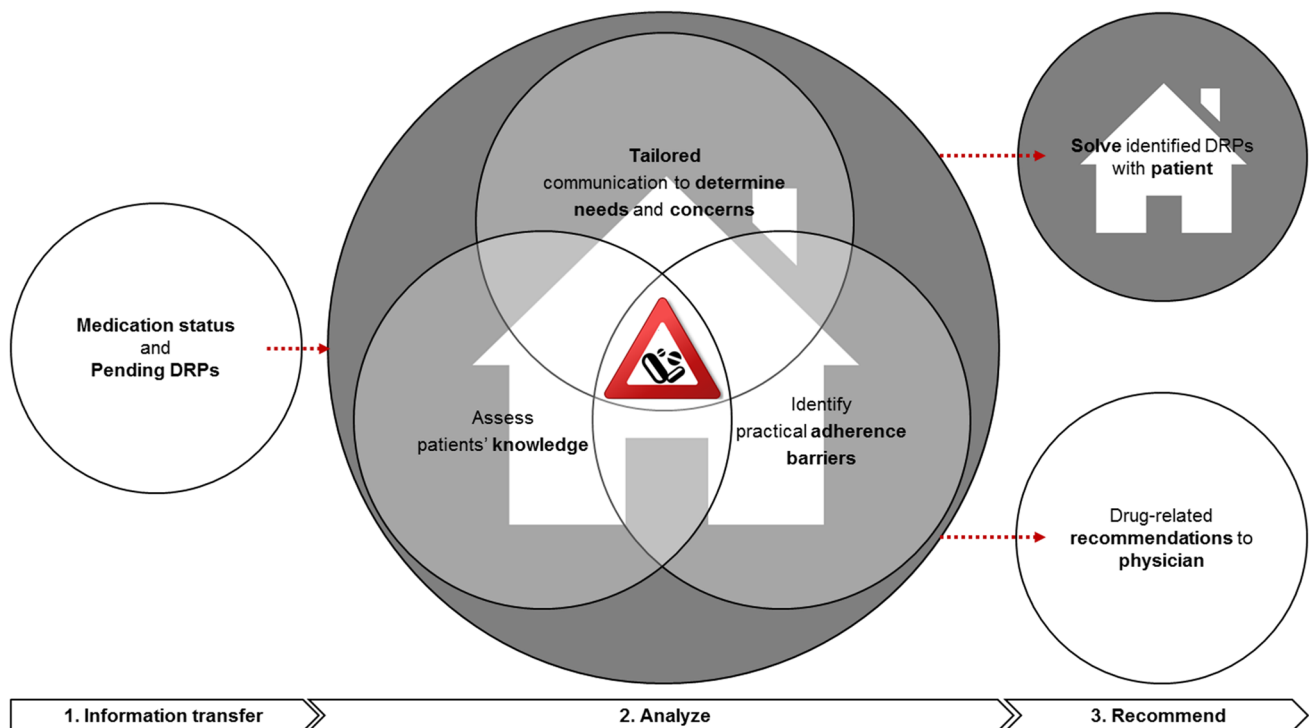 Medication status
and
Pending DRPs
Tailored
communication to determine
needs and concerns
Assess
patients’ knowledge
Identify
practical adherence
barriers
Solve identified DRPs
with patient
Drug-related
recommendations to
physician
1. Information transfer
2. Analyze
3. Recommend